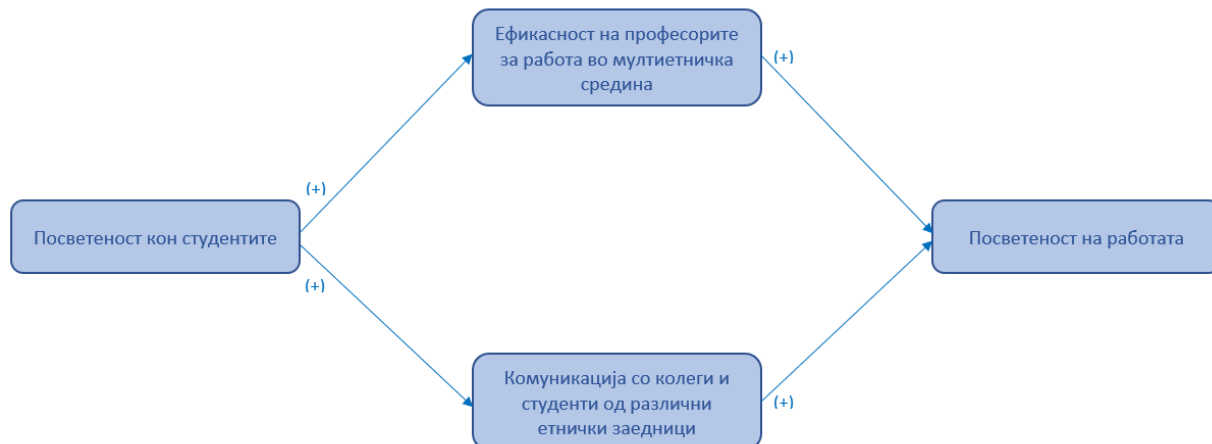 Ефикасност на професорите
за работа во мултиетничка
средина
(+)
(+)
Посветеност кон студентите
Посветеност на работата
(+)
Комуникација со колеги и
студенти од различни
етнички заедници
(+)